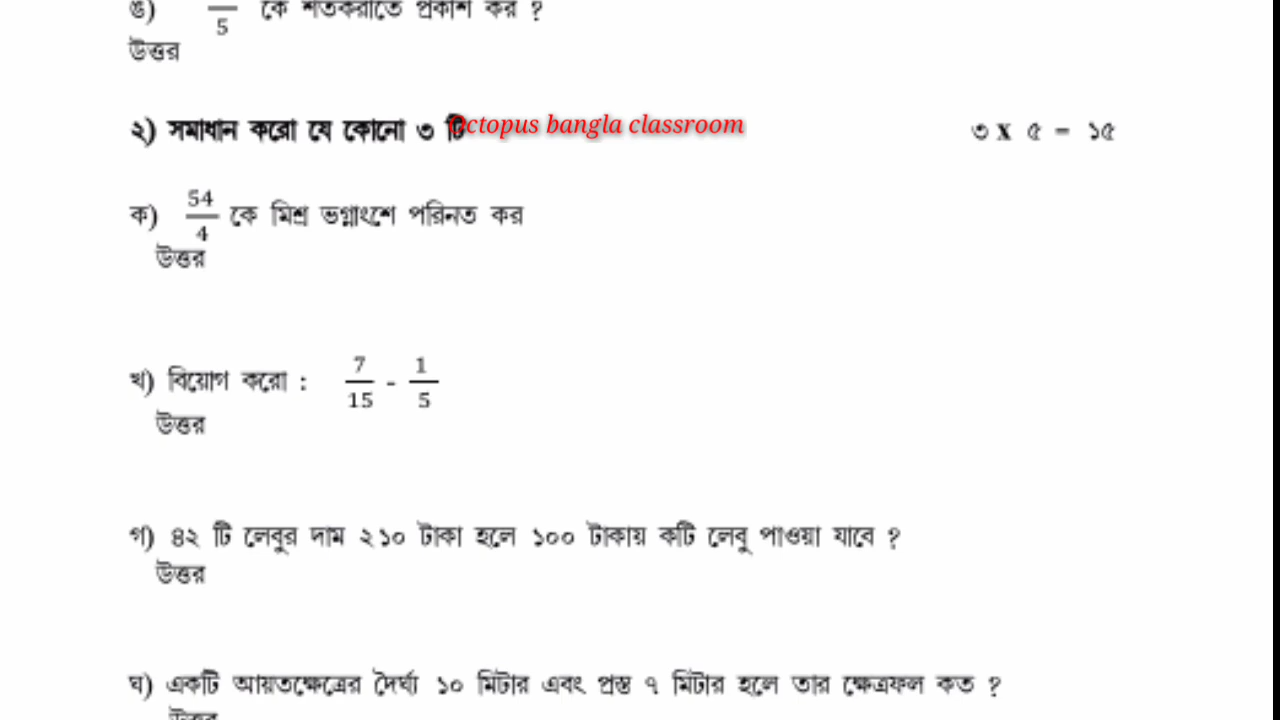 ঙ) 5 কে শতকরাতে প্রকাশ কর ?
উত্তর
২) সমাধান করো যে কোনো ৩ টি Octopus bangla classroom ৩ x ৫ = ১৫
ক) 54/4 কে মিশ্র ভগ্নাংশে পরিনত কর
উত্তর
খ) বিয়োগ করো : 7/15 - 1/5
উত্তর
গ) ৪২ টি লেবুর দাম ২১০ টাকা হলে ১০০ টাকায় কটি লেবু পাওয়া যাবে ?
উত্তর
ঘ) একটি আয়তক্ষেত্রের দৈর্ঘ্য ১০ মিটার এবং প্রস্ত ৭ মিটার হলে তার ক্ষেত্রফল কত ?
উত্তর